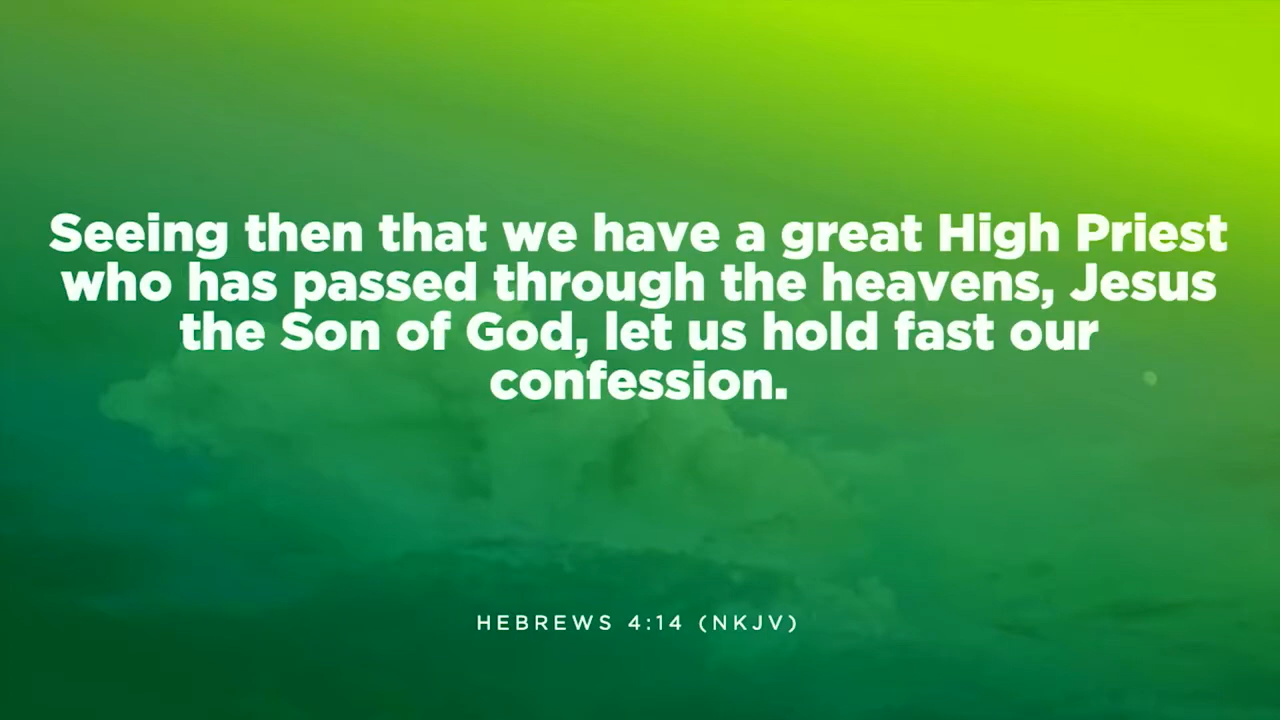 Seeing then that we have a great High Priest
who has passed through the heavens, Jesus
the Son of God, let us hold fast our
confession.
HEBREWS 4:14 (NKJV)